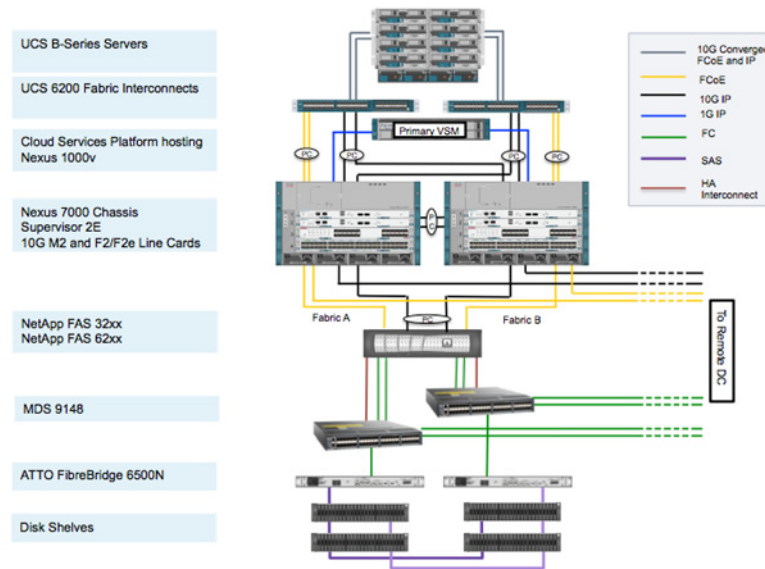 UCS B-Series Servers
UCS 6200 Fabric Interconnects
Cloud Services Platform hosting
Nexus 1000v
Nexus 7000 Chassis
Supervisor 2E
10G M2 and F2/F2e Line Cards
NetApp FAS 32xx
NetApp FAS 62xx
MDS 9148
ATTO FibreBridge 6500N
Disk Shelves
Primary VSM
PC
PC
PC
PC
P
C
P
C
Fabric A
PC
Fabric B
To Remote DC
10G Converged
FCoE and IP
FCoE
10G IP
1G IP
FC
SAS
HA
Interconnect